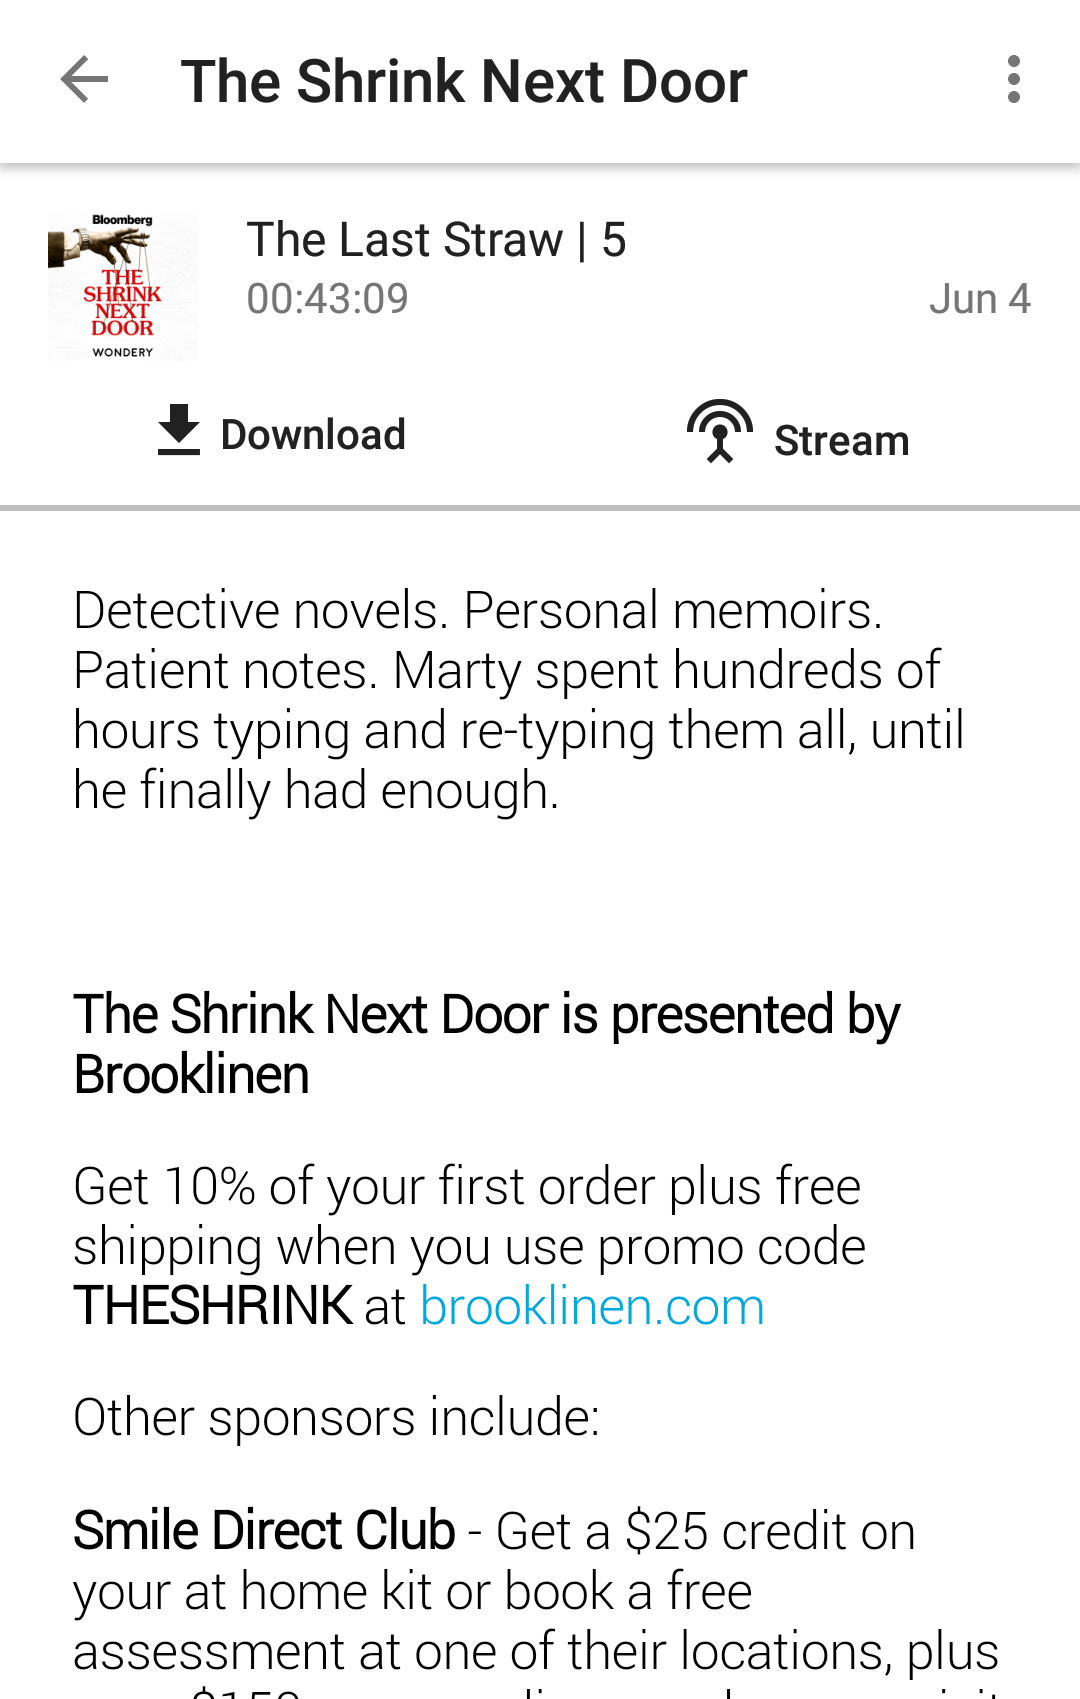 The Shrink Next Door
Bloomberg
THE
SHRINK
NEXT
DOOR
WONDERY
The Last Straw | 5
00:43:09
Jun 4
Download
Stream
Detective novels. Personal memoirs.
Patient notes. Marty spent hundreds of
hours typing and re-typing them all, until
he finally had enough.
The Shrink Next Door is presented by
Brooklinen
Get 10% of your first order plus free
shipping when you use promo code
THESHRINK at brooklinen.com
Other sponsors include:
Smile Direct Club - Get a $25 credit on
your at home kit or book a free
assessment at one of their locations, plus